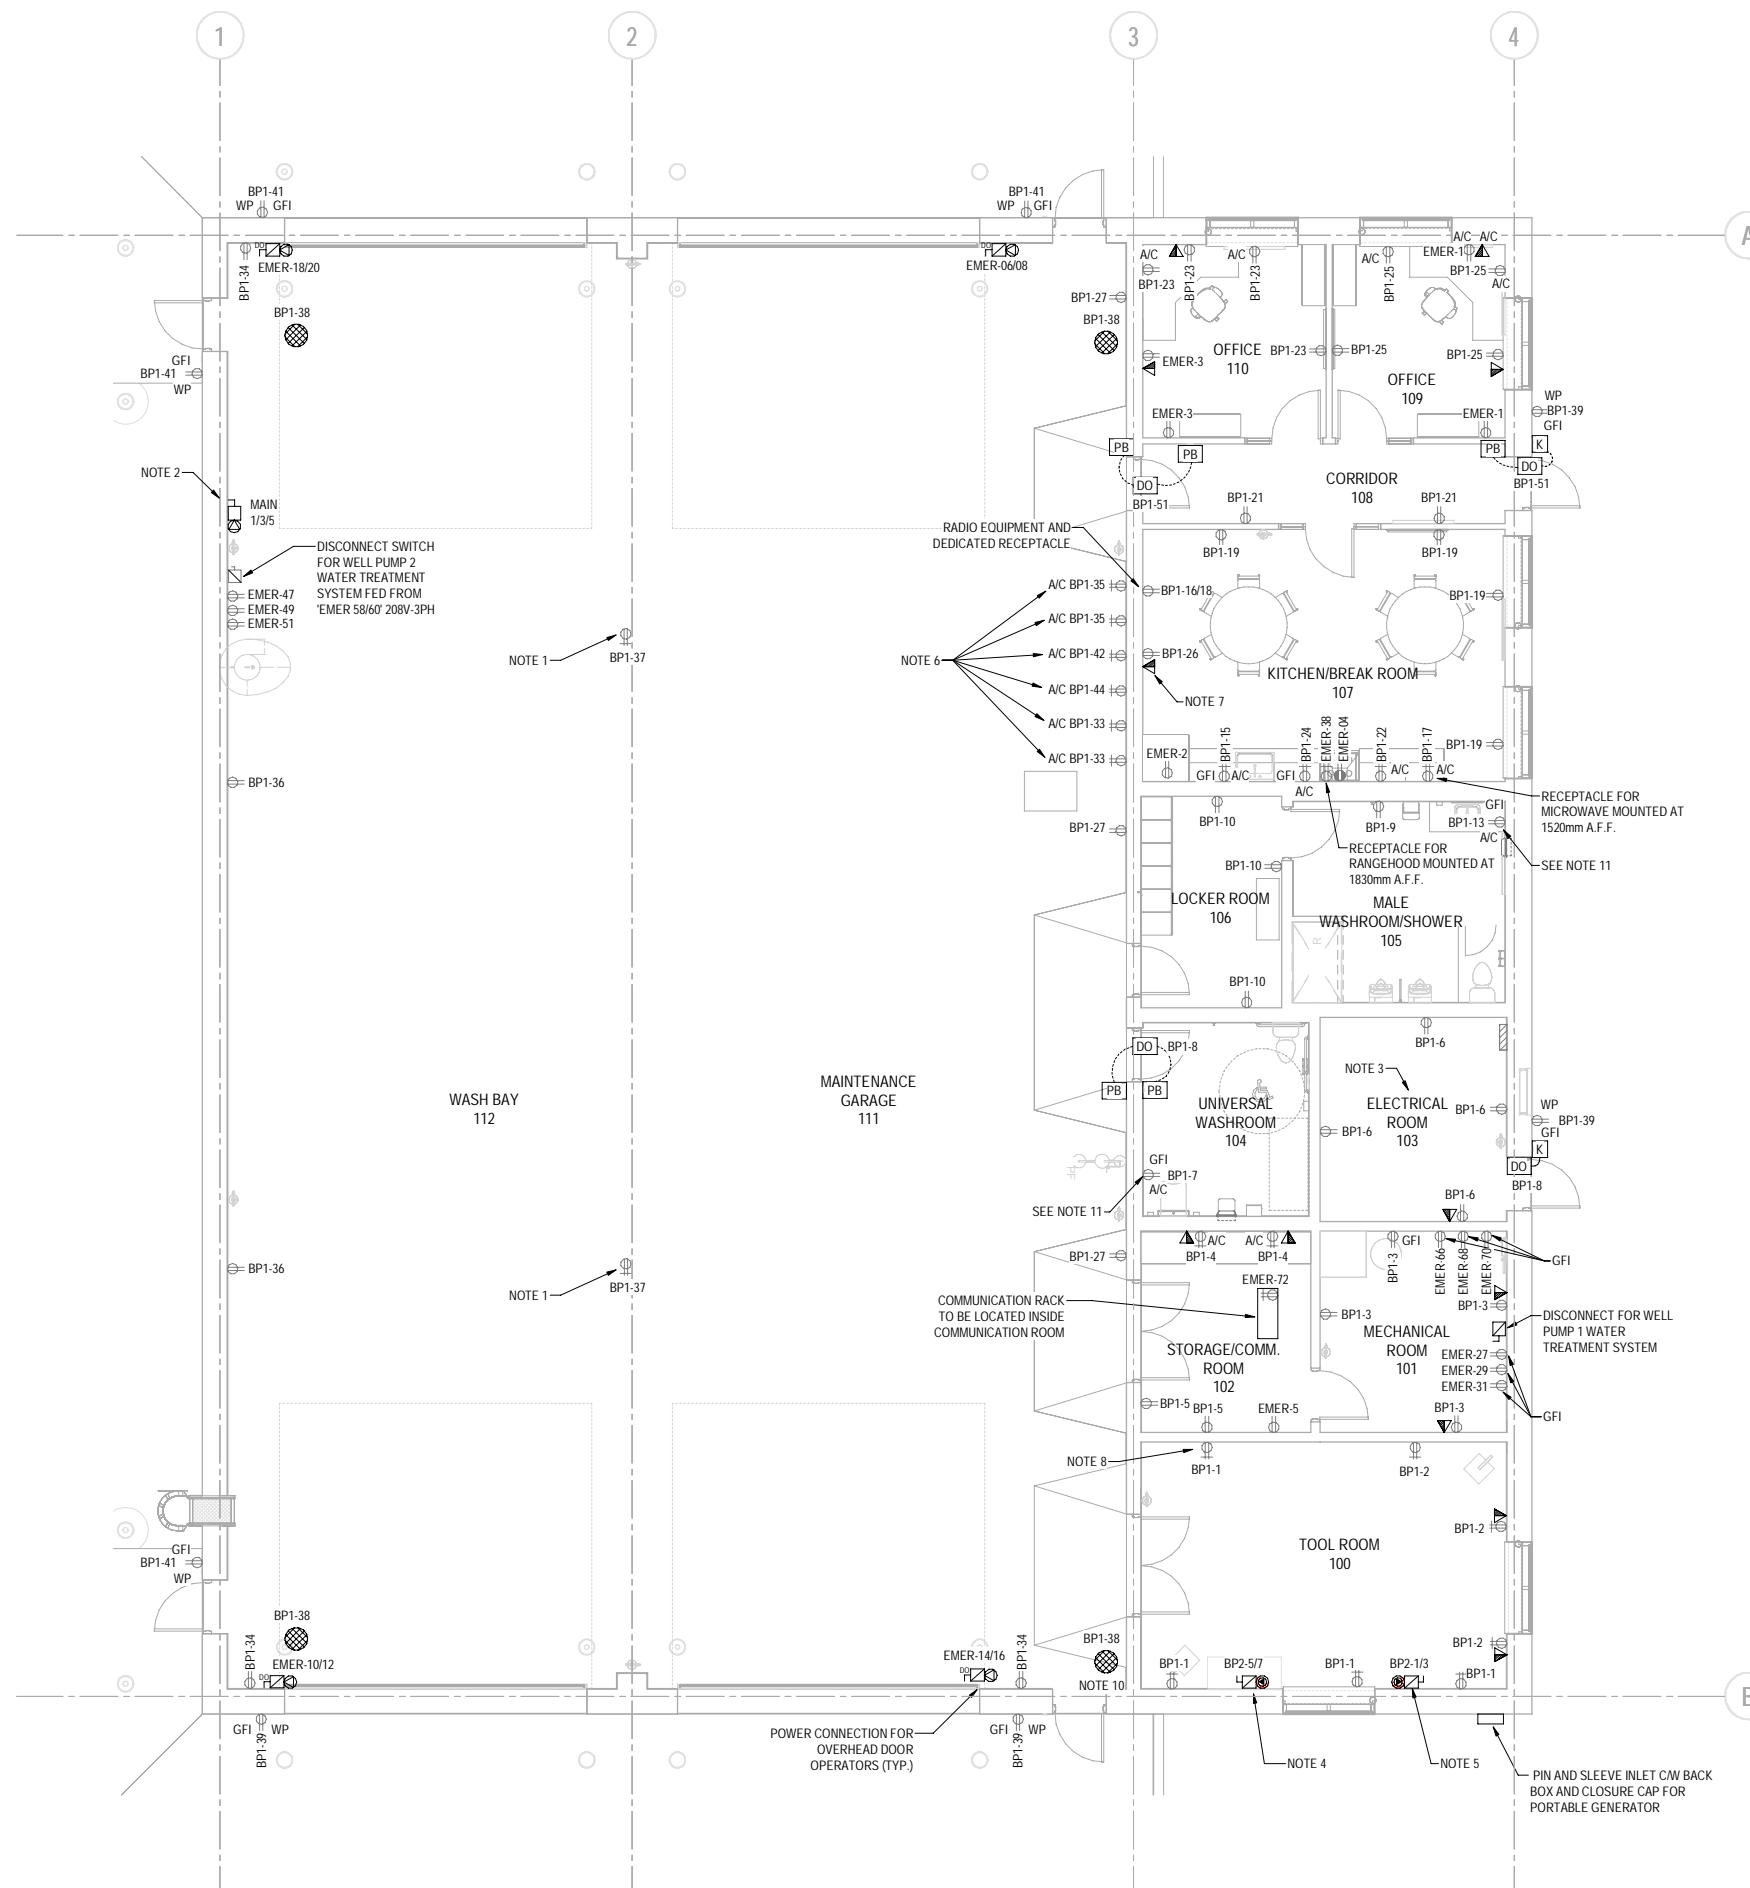 1
2
3
4
A
BP1-41
WP GFI
BP1-41
WP GFI
DO
EMER-18/20
BP1-34
DO
EMER-06/08
BP1-38
BP1-27
BP1-38
GFI
BP1-41
WP
A/C
BP1-23
BP1-23
A/C
BP1-23
A/C
BP1-25
A/C A/C
EMER-1
BP1-25
A/C
OFFICE
110
BP1-23
BP1-25
BP1-25
EMER-3
OFFICE
109
EMER-3
EMER-1
WP
BP1-39
GFI
PB
PB
DO
BP1-51
PB
K
DO
BP1-51
CORRIDOR
108
BP1-21
BP1-21
NOTE 2
MAIN
1/3/5
DISCONNECT SWITCH
FOR WELL PUMP 2
WATER TREATMENT
SYSTEM FED FROM
'EMER 58/60' 208V-3PH
EMER-47
EMER-49
EMER-51
RADIO EQUIPMENT AND
DEDICATED RECEPTACLE
BP1-19
BP1-19
A/C BP1-35
A/C BP1-35
A/C BP1-42
A/C BP1-44
A/C BP1-33
A/C BP1-33
NOTE 6
BP1-16/18
BP1-19
BP1-26
NOTE 7
KITCHEN/BREAK ROOM
107
NOTE 1
BP1-37
EMER-2
BP1-15
GFI
A/C
BP1-24
GFI
A/C
EMER-38
EMER-04
BP1-22
A/C
BP1-17
A/C
BP1-19
RECEPTACLE FOR
MICROWAVE MOUNTED AT
1520mm A.F.F.
BP1-36
BP1-27
BP1-10
BP1-9
GFI
BP1-13
A/C
RECEPTACLE FOR
RANGEHOOD MOUNTED AT
1830mm A.F.F.
SEE NOTE 11
BP1-10
LOCKER ROOM
106
MALE
WASHROOM/SHOWER
105
R
BP1-10
DO
BP1-8
PB
PB
BP1-6
NOTE 3
WASH BAY
112
MAINTENANCE
GARAGE
111
UNIVERSAL
WASHROOM
104
ELECTRICAL
ROOM
103
BP1-6
BP1-6
WP
BP1-39
GFI
K
DO
BP1-8
GFI
BP1-7
A/C
SEE NOTE 11
BP1-6
BP1-36
NOTE 1
BP1-37
BP1-27
A/C
BP1-4
A/C
BP1-4
GFI
BP1-3
EMER-66
EMER-68
EMER-70
GFI
EMER-72
BP1-3
BP1-3
COMMUNICATION RACK
TO BE LOCATED INSIDE
COMMUNICATION ROOM
DISCONNECT FOR WELL
PUMP 1 WATER
TREATMENT SYSTEM
STORAGE/COMM.
ROOM
102
MECHANICAL
ROOM
101
EMER-27
EMER-29
EMER-31
GFI
BP1-5
BP1-5
EMER-5
BP1-3
NOTE 8
BP1-1
BP1-2
TOOL ROOM
100
BP1-2
GFI
BP1-41
WP
BP1-38
BP1-34
DO
EMER-10/12
EMER-14/16
DO
BP1-34
BP1-38
NOTE 10
BP1-1
BP2-5/7
BP1-1
BP2-1/3
BP1-2
BP1-1
B
GFI WP
BP1-39
GFI WP
BP1-39
POWER CONNECTION FOR
OVERHEAD DOOR
OPERATORS (TYP.)
NOTE 4
NOTE 5
PIN AND SLEEVE INLET C/W BACK
BOX AND CLOSURE CAP FOR
PORTABLE GENERATOR